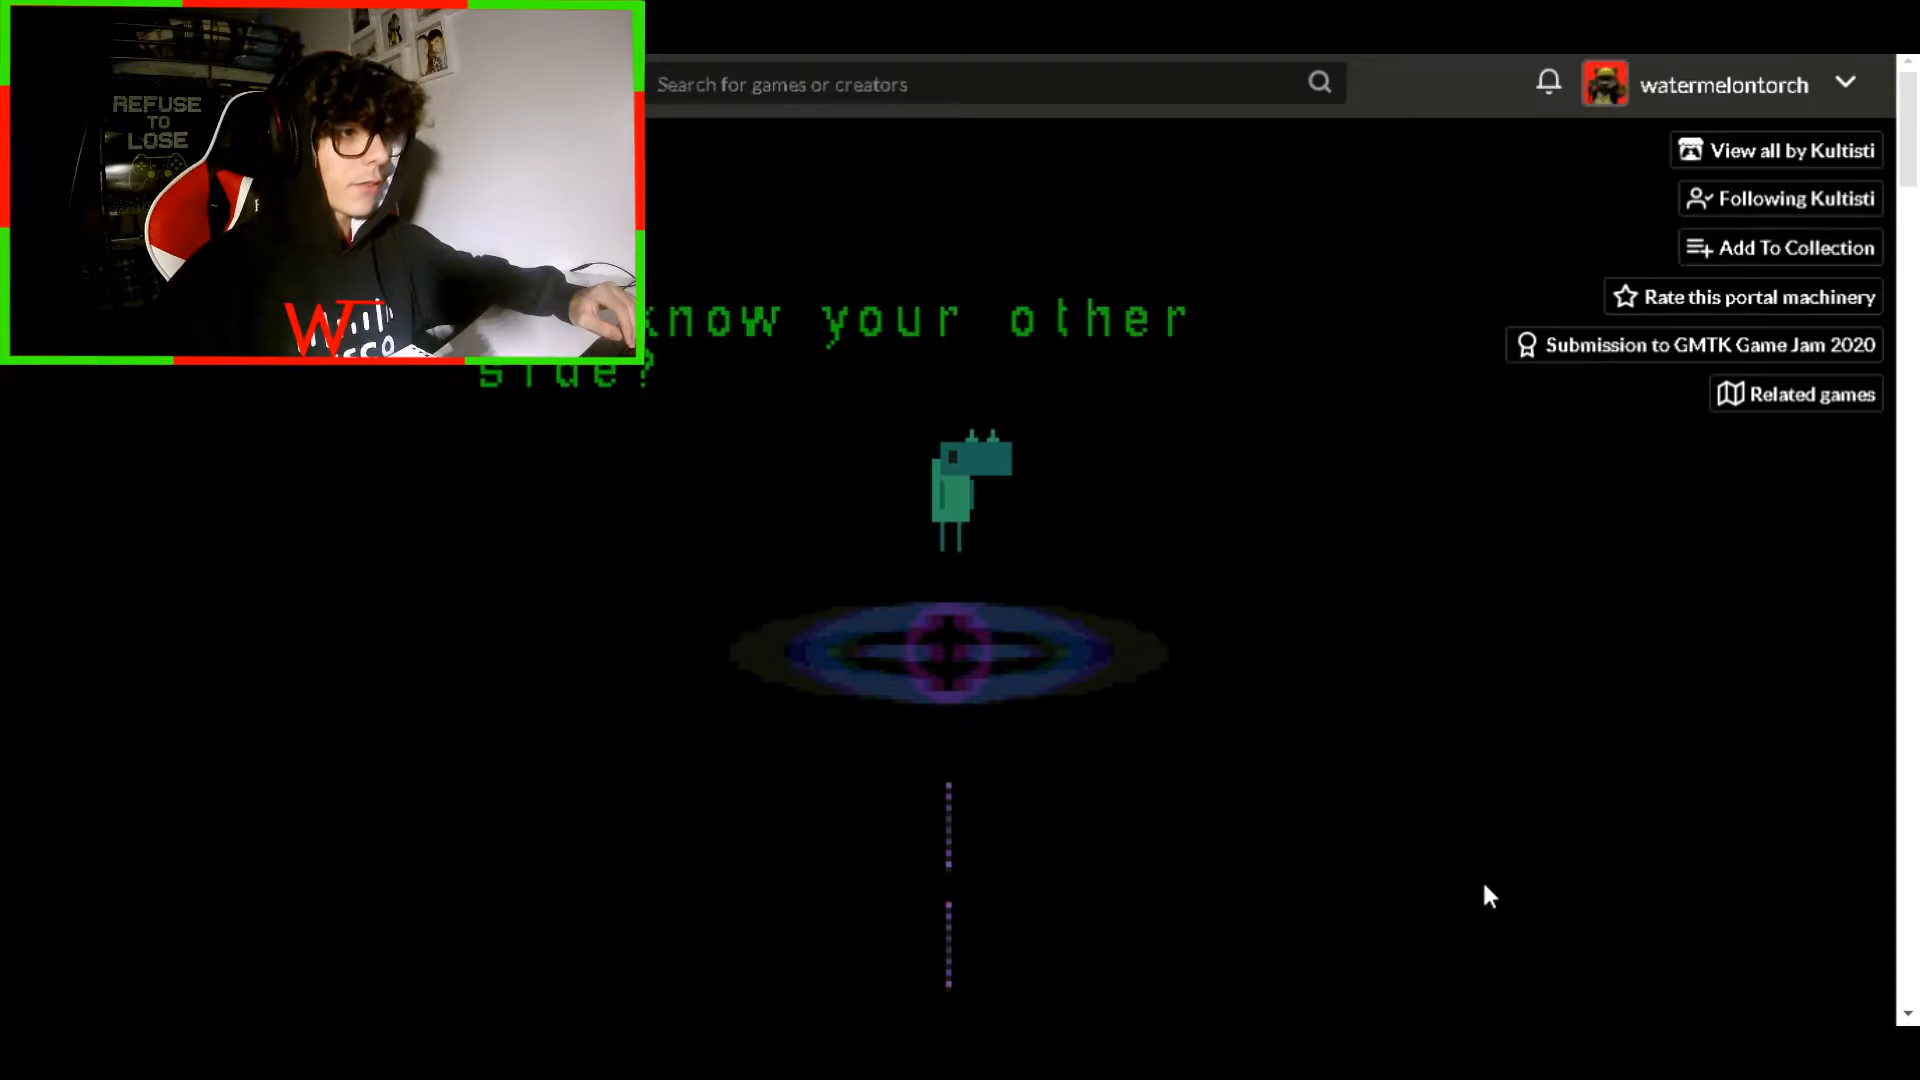 REFUSE
TO
LOSE
W
Search for games or creators
watermelontorch
View all by Kultisti
Following Kultisti
Add To Collection
Rate this portal machinery
Submission to GMTK Game Jam 2020
Related games
know your other
side?